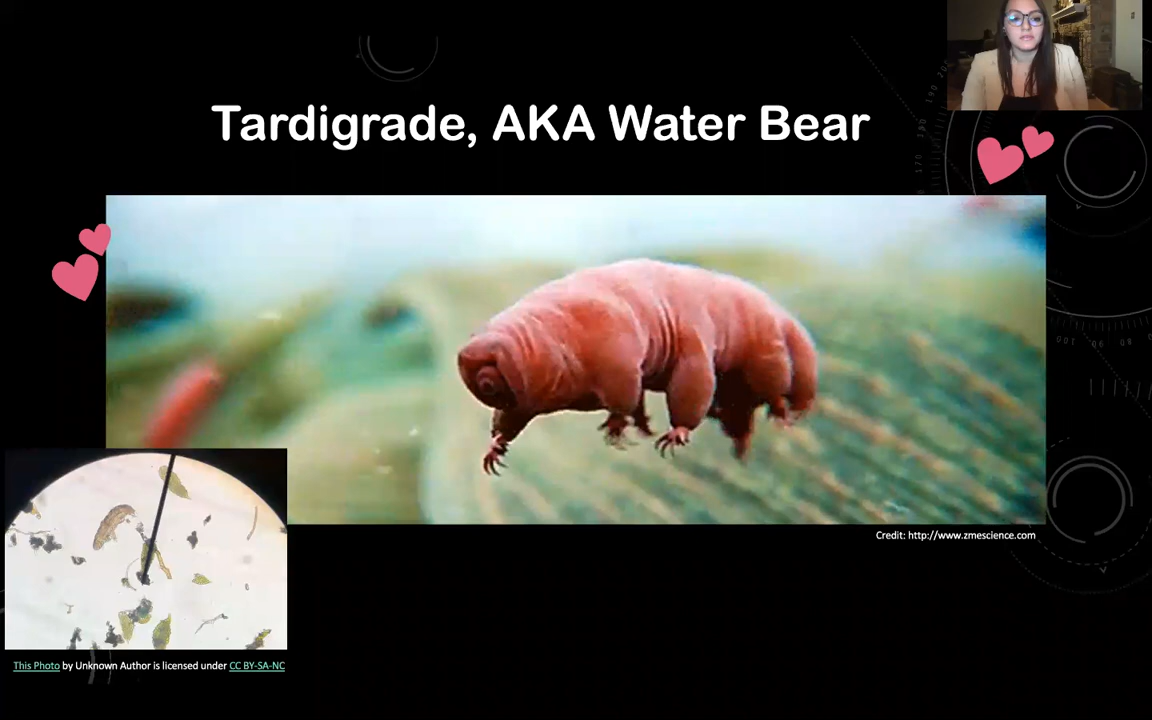 Tardigrade, AKA Water Bear
Credit: http://www.zmescience.com
This Photo by Unknown Author is licensed under CC BY-SA-NC